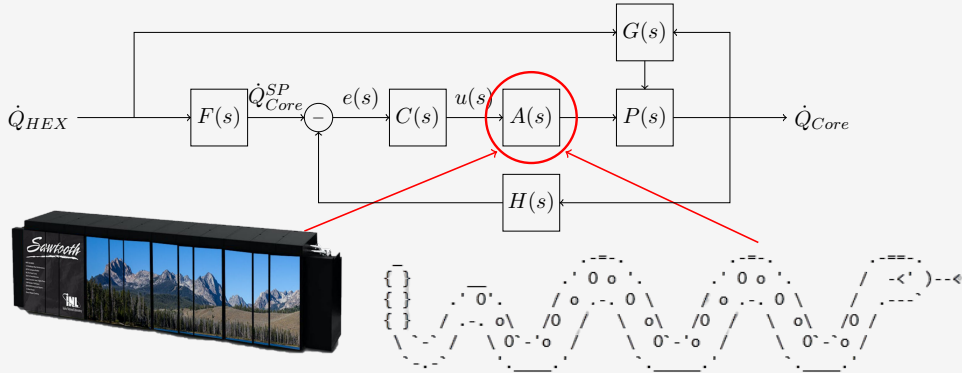 G(s)
Q̇_HEX
F(s)
Q̇_Core^SP
-
e(s)
C(s)
u(s)
A(s)
P(s)
Q̇_Core
H(s)
Sawtooth
INL